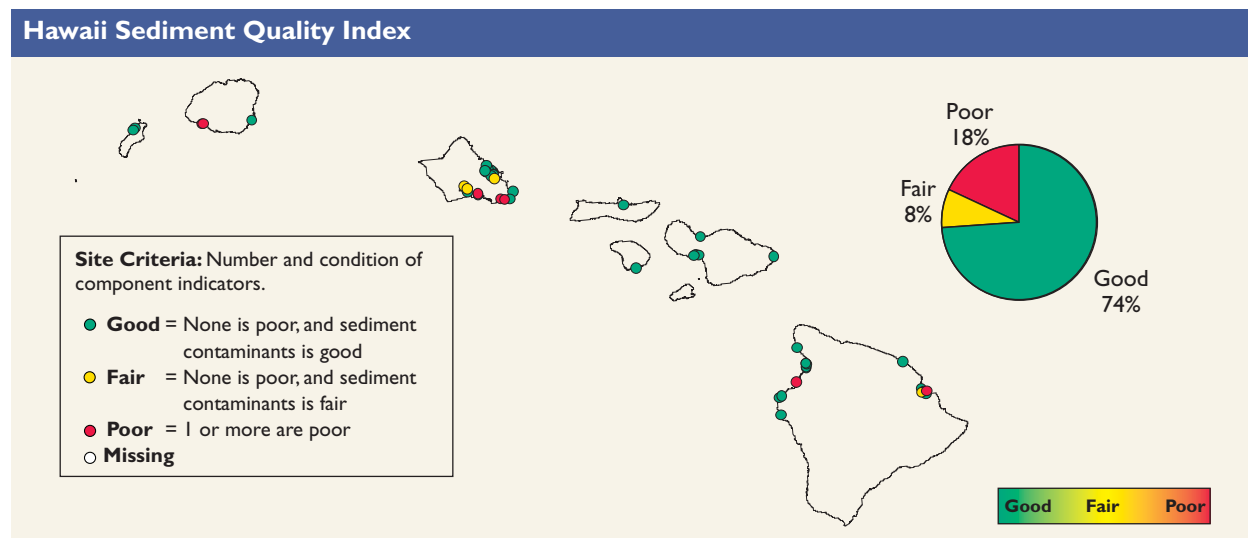 Hawaii Sediment Quality Index
Site Criteria: Number and condition of
component indicators.
Good = None is poor, and sediment
contaminants is good
Fair = None is poor, and sediment
contaminants is fair
Poor = 1 or more are poor
Missing
Poor
18%
Fair
8%
Good
74%
Good Fair Poor